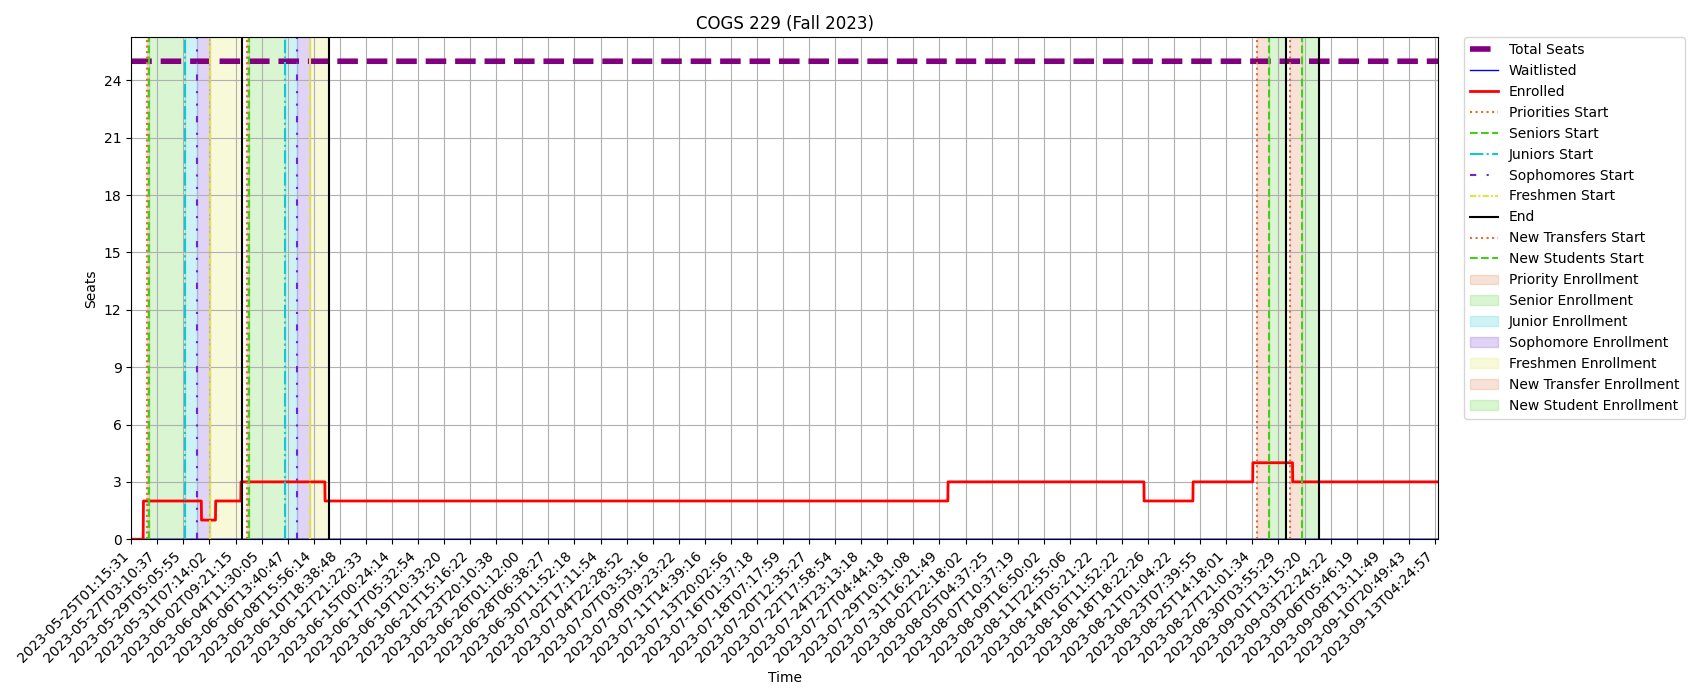 COGS 229 (Fall 2023)
Seats
24
21
18
15
12
9
6
3
0
2023-05-25T01:15:31
2023-05-27T03:10:37
2023-05-29T05:05:55
2023-05-31T07:14:02
2023-06-02T09:21:15
2023-06-04T11:30:05
2023-06-06T13:40:47
2023-06-08T15:56:14
2023-06-10T18:38:48
2023-06-12T21:22:33
2023-06-15T00:24:14
2023-06-17T05:32:54
2023-06-19T10:33:20
2023-06-21T15:16:22
2023-06-23T20:10:38
2023-06-26T01:12:00
2023-06-28T06:38:27
2023-06-30T11:52:18
2023-07-02T17:11:54
2023-07-04T22:28:52
2023-07-07T03:53:16
2023-07-09T09:23:22
2023-07-11T14:39:16
2023-07-13T20:02:56
2023-07-16T01:37:18
2023-07-18T07:17:59
2023-07-20T12:35:27
2023-07-22T17:58:54
2023-07-24T23:13:18
2023-07-27T04:44:18
2023-07-29T10:31:08
2023-07-31T16:21:49
2023-08-02T22:18:02
2023-08-05T04:37:25
2023-08-07T10:37:19
2023-08-09T16:50:02
2023-08-11T22:55:06
2023-08-14T05:21:22
2023-08-16T11:52:22
2023-08-18T18:22:26
2023-08-21T01:04:22
2023-08-23T07:39:55
2023-08-25T14:18:01
2023-08-27T21:01:34
2023-08-30T03:55:29
2023-09-01T13:15:20
2023-09-03T22:24:22
2023-09-06T05:46:19
2023-09-08T13:11:49
2023-09-10T20:49:43
2023-09-13T04:24:57
Time
Total Seats
Waitlisted
Enrolled
Priorities Start
Seniors Start
Juniors Start
Sophomores Start
Freshmen Start
End
New Transfers Start
New Students Start
Priority Enrollment
Senior Enrollment
Junior Enrollment
Sophomore Enrollment
Freshmen Enrollment
New Transfer Enrollment
New Student Enrollment